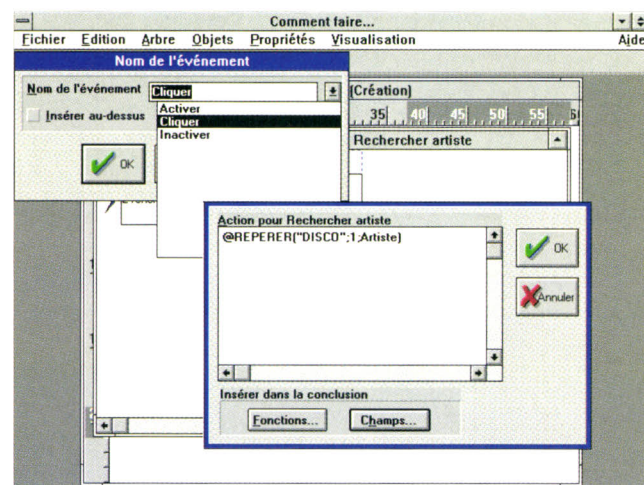 Comment faire...
Fichier Edition Arbre Objets Propriétés Visualisation Aide
Nom de l'événement
Nom de l'événement Cliquer
Insérer au-dessus
Activer
Cliquer
Inactiver
OK
(Création)
35 40 45 50 55
Rechercher artiste
Action pour Rechercher artiste
@REPERER("DISCO";1;Artiste)
OK
Annuler
Insérer dans la conclusion
Fonctions...
Champs...